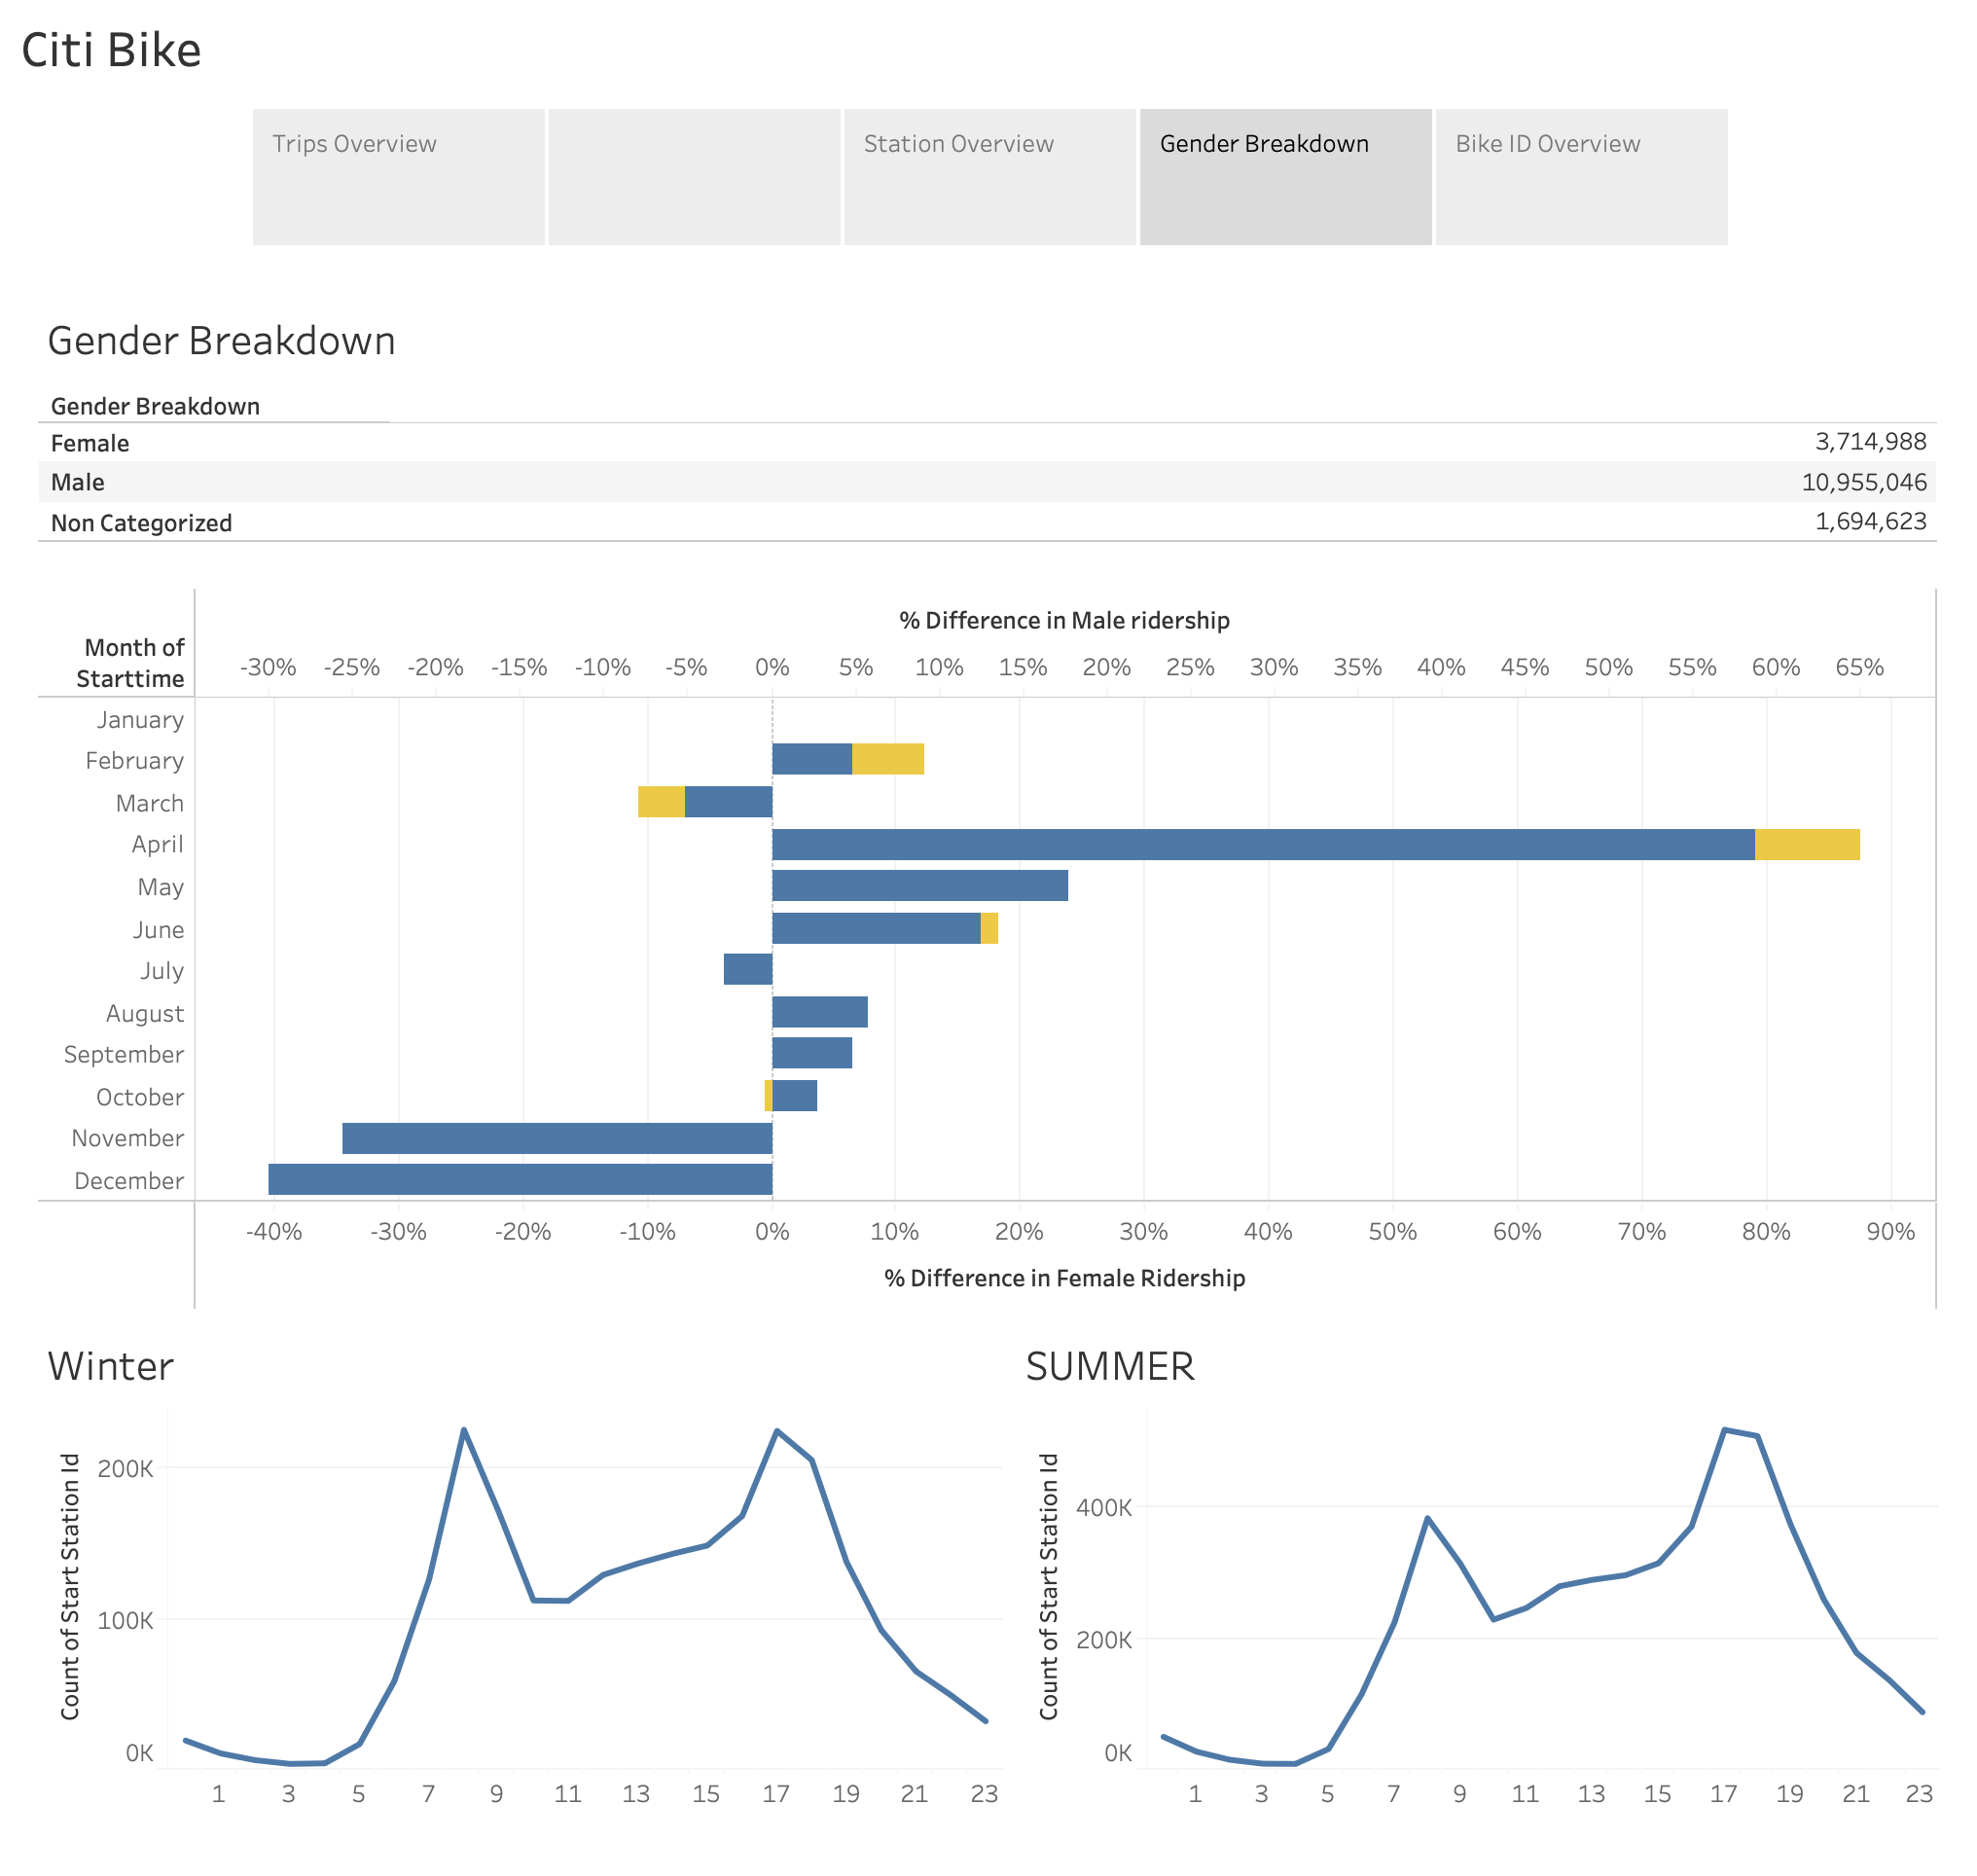 Citi Bike
Trips Overview
Station Overview
Gender Breakdown
Bike ID Overview
Gender Breakdown
Gender Breakdown
Female 3,714,988
Male 10,955,046
Non Categorized 1,694,623
% Difference in Male ridership
Month of
Starttime
-30% -25% -20% -15% -10% -5% 0% 5% 10% 15% 20% 25% 30% 35% 40% 45% 50% 55% 60% 65%
January
February
March
April
May
June
July
August
September
October
November
December
-40% -30% -20% -10% 0% 10% 20% 30% 40% 50% 60% 70% 80% 90%
% Difference in Female Ridership
Winter
Count of Start Station Id
200K
100K
0K
1 3 5 7 9 11 13 15 17 19 21 23
SUMMER
Count of Start Station Id
400K
200K
0K
1 3 5 7 9 11 13 15 17 19 21 23